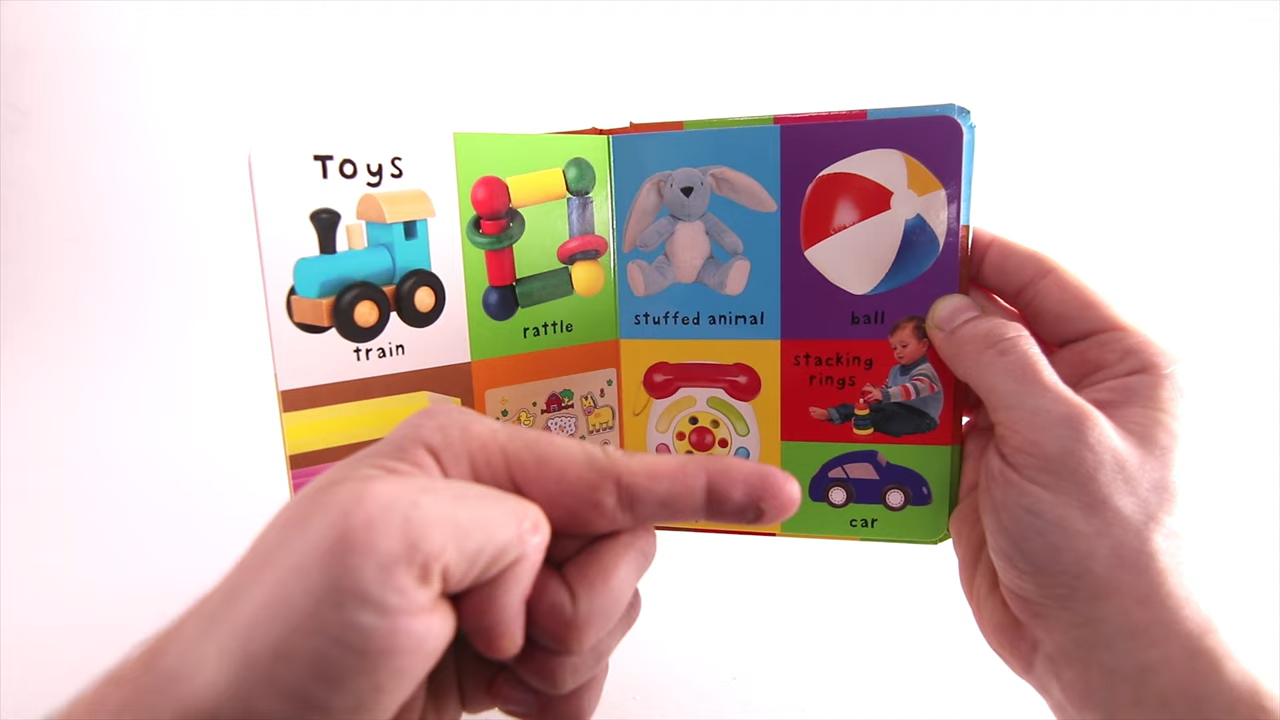 Toys
train
rattle
stuffed animal
ball
stacking
rings
car